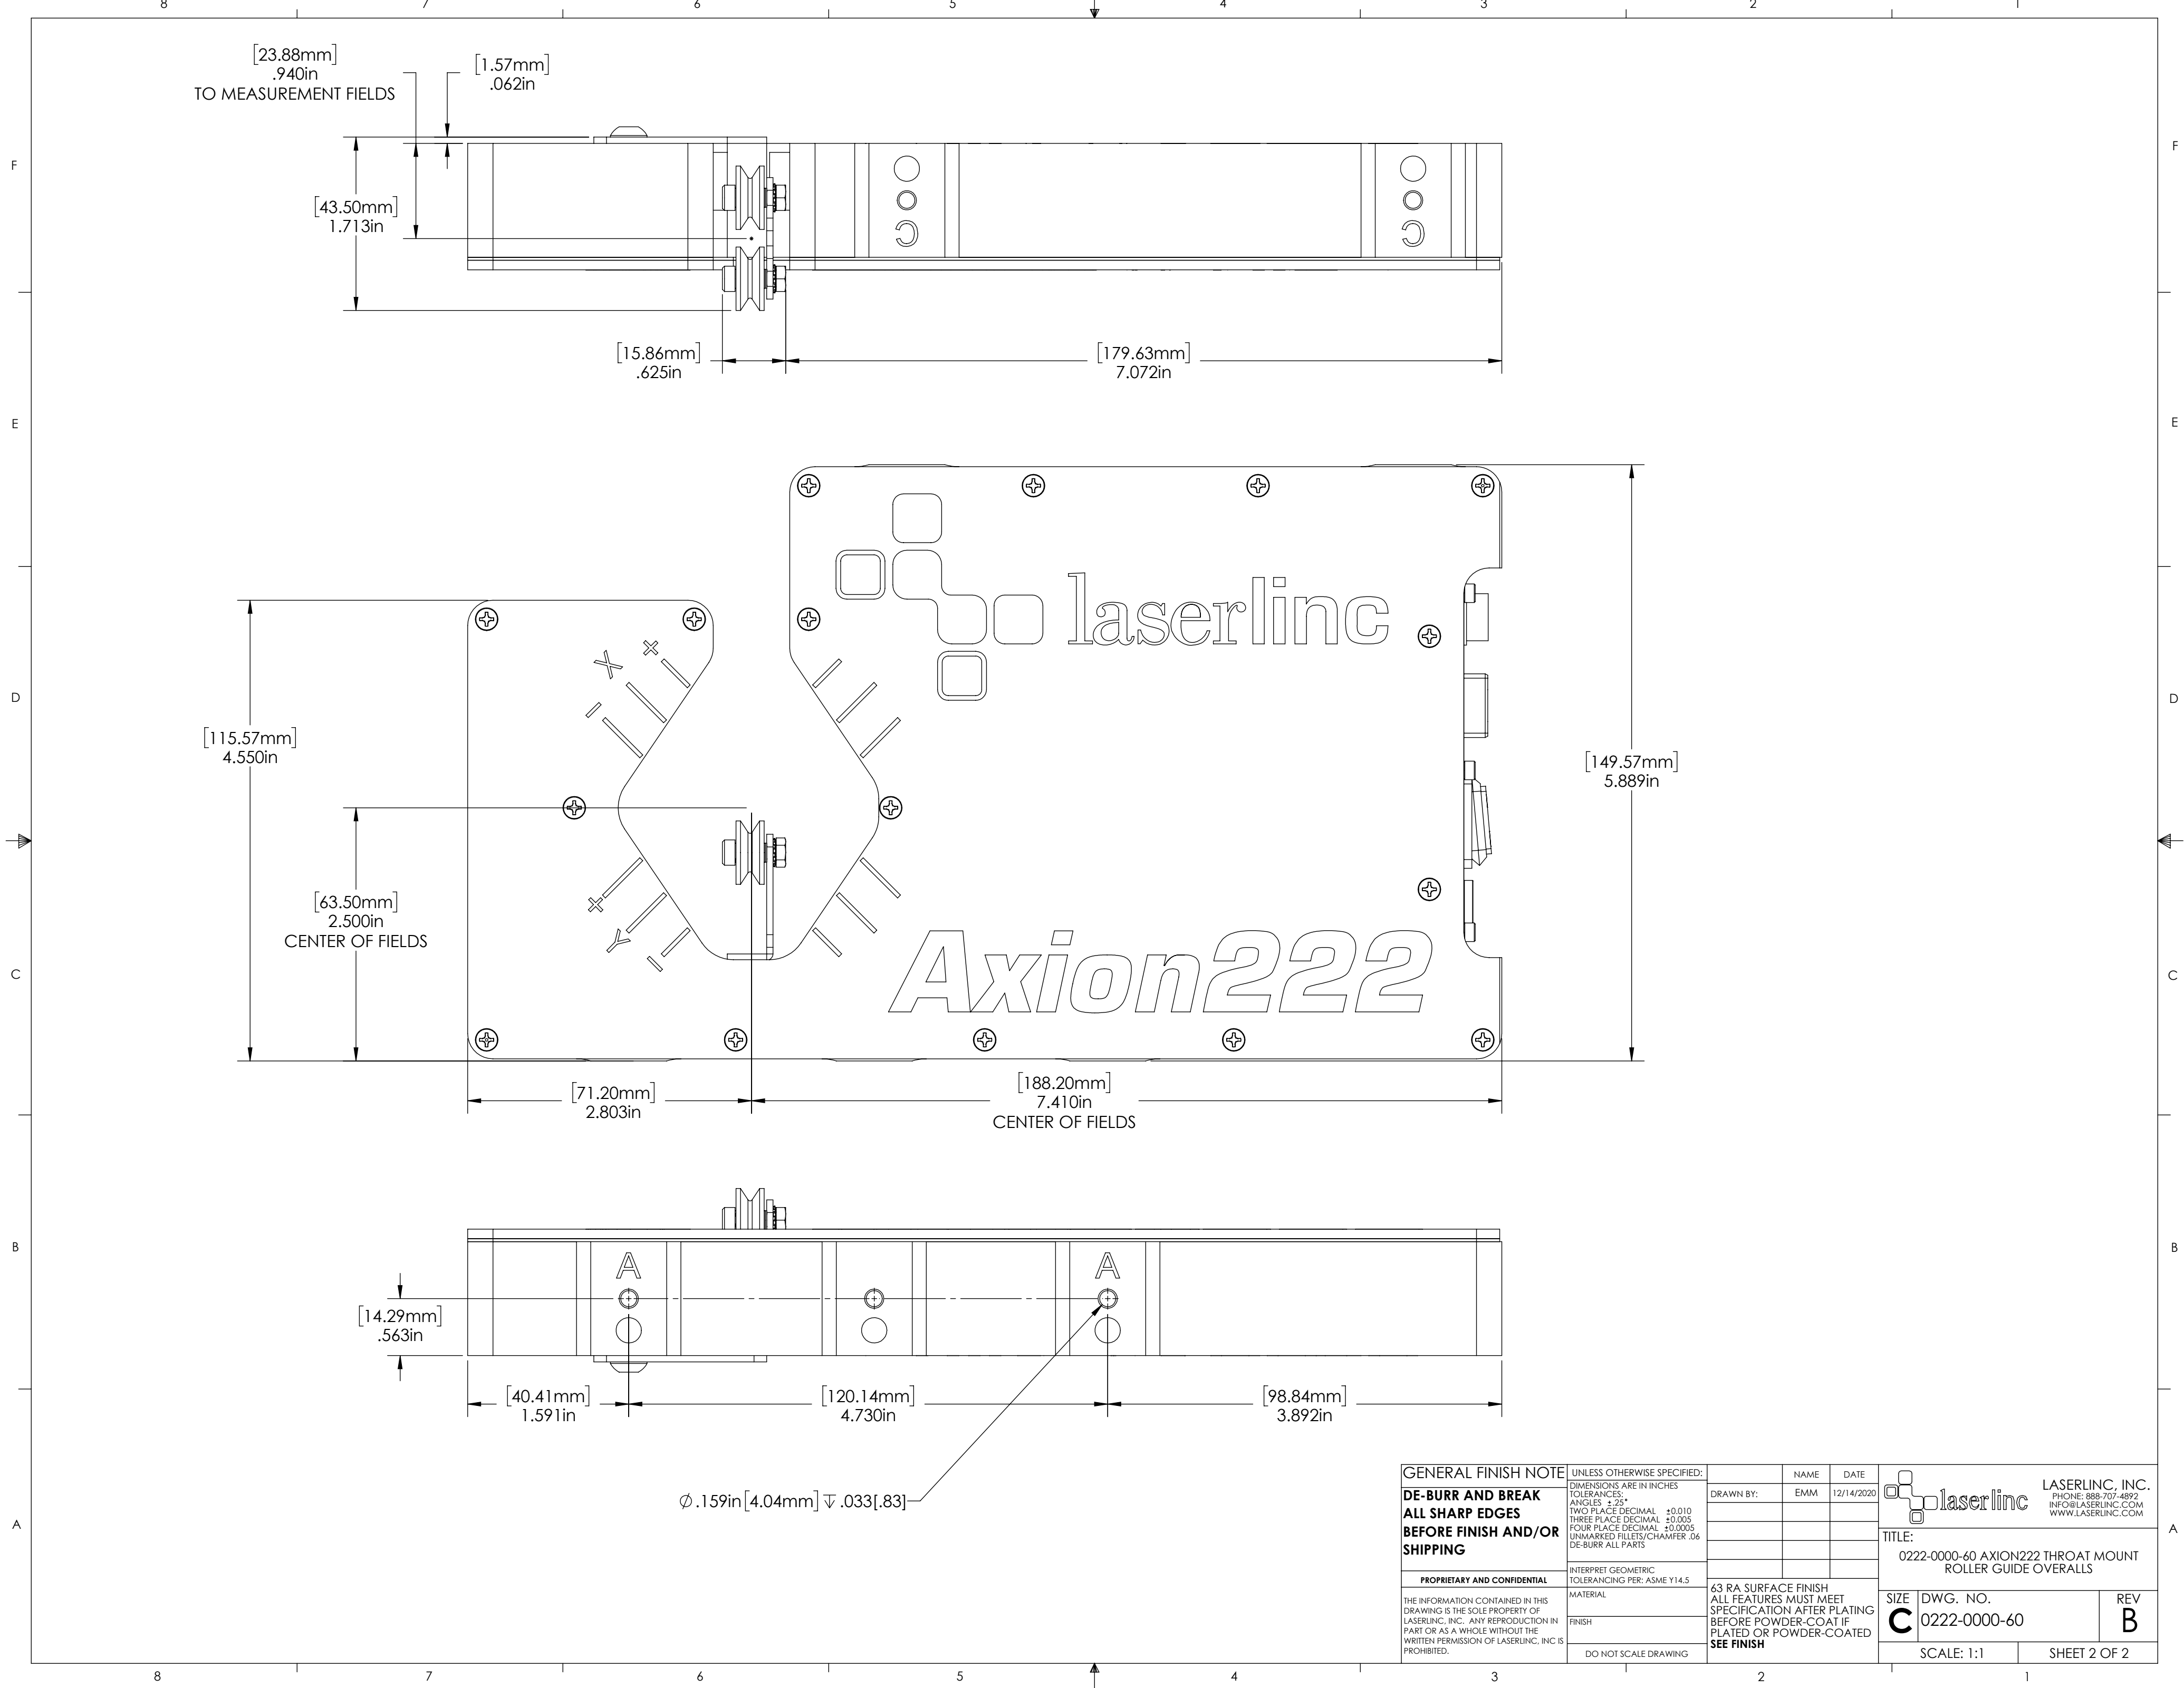 8 7 6 5 4 3 2 1
[23.88mm]
.940in
TO MEASUREMENT FIELDS
[1.57mm]
.062in
F
F
[43.50mm]
1.713in
C
C
[15.86mm]
.625in
[179.63mm]
7.072in
E
E
laserlinc
X
+
–
D
D
[115.57mm]
4.550in
[149.57mm]
5.889in
[63.50mm]
2.500in
CENTER OF FIELDS
+
Y
–
Axion222
C
C
[71.20mm]
2.803in
[188.20mm]
7.410in
CENTER OF FIELDS
B
B
A
A
[14.29mm]
.563in
[40.41mm]
1.591in
[120.14mm]
4.730in
[98.84mm]
3.892in
∅.159in[4.04mm]↧.033[.83]
A
A
GENERAL FINISH NOTE
DE-BURR AND BREAK
ALL SHARP EDGES
BEFORE FINISH AND/OR
SHIPPING
PROPRIETARY AND CONFIDENTIAL
THE INFORMATION CONTAINED IN THIS
DRAWING IS THE SOLE PROPERTY OF
LASERLINC, INC. ANY REPRODUCTION IN
PART OR AS A WHOLE WITHOUT THE
WRITTEN PERMISSION OF LASERLINC, INC IS
PROHIBITED.
UNLESS OTHERWISE SPECIFIED:
DIMENSIONS ARE IN INCHES
TOLERANCES:
ANGLES ±.25°
TWO PLACE DECIMAL ±0.010
THREE PLACE DECIMAL ±0.005
FOUR PLACE DECIMAL ±0.0005
UNMARKED FILLETS/CHAMFER .06
DE-BURR ALL PARTS
INTERPRET GEOMETRIC
TOLERANCING PER: ASME Y14.5
MATERIAL
FINISH
DO NOT SCALE DRAWING
NAME DATE
DRAWN BY: EMM 12/14/2020
63 RA SURFACE FINISH
ALL FEATURES MUST MEET
SPECIFICATION AFTER PLATING
BEFORE POWDER-COAT IF
PLATED OR POWDER-COATED
SEE FINISH
laserlinc
LASERLINC, INC.
PHONE: 888-707-4892
INFO@LASERLINC.COM
WWW.LASERLINC.COM
TITLE:
0222-0000-60 AXION222 THROAT MOUNT
ROLLER GUIDE OVERALLS
SIZE DWG. NO. REV
C 0222-0000-60 B
SCALE: 1:1 SHEET 2 OF 2
8 7 6 5 4 3 2 1